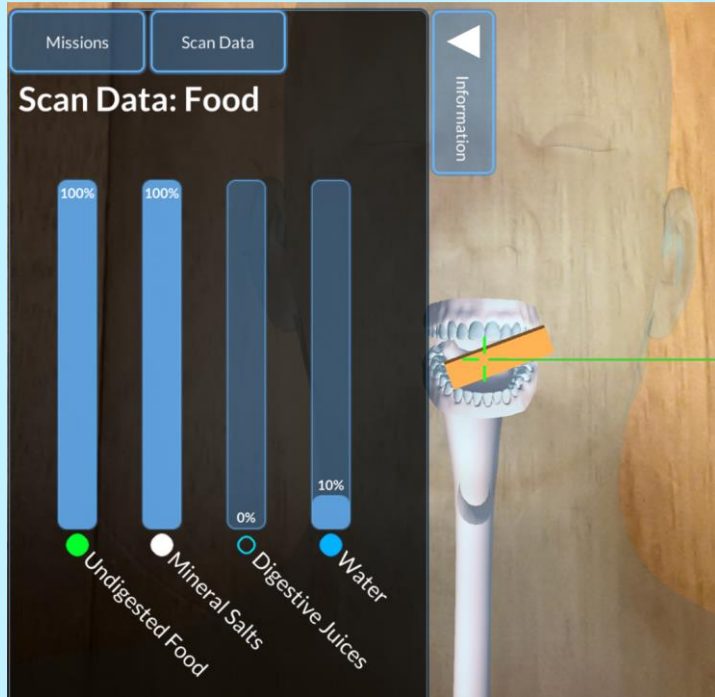 Missions
Scan Data
Information
Scan Data: Food
100%
100%
0%
10%
Undigested Food
Mineral Salts
Digestive Juices
Water